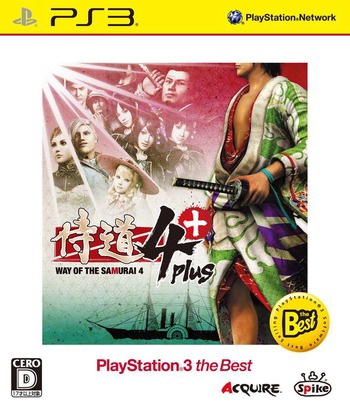 PS3
PlayStation®Network
侍道4+
plus
WAY OF THE SAMURAI 4
the
Best
PlayStation®3 the Best
CERO
D
17才以上対象
ACQUIRE
Spike